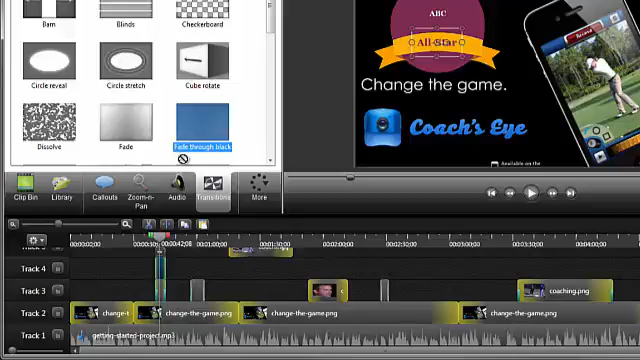 ABC
Barn Blinds Checkerboard
All-Star
Change the game.
Circle reveal Circle stretch Cube rotate
Coach's Eye
Dissolve Fade Fade through black
Available on the
Clip Bin Library Callouts Zoom-n-Pan Audio Transitions More
Track 4
Track 3 coaching.png
Track 2 change-t change-the-game.png change-the-game.png change-the-game.png
Track 1 getting-started-project.mp3